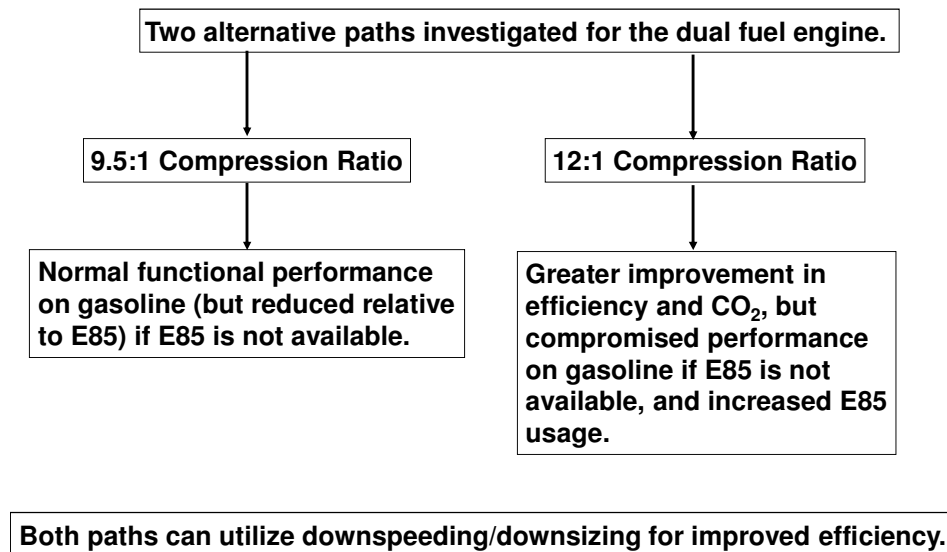 Two alternative paths investigated for the dual fuel engine.
9.5:1 Compression Ratio
12:1 Compression Ratio
Normal functional performance
on gasoline (but reduced relative
to E85) if E85 is not available.
Greater improvement in
efficiency and CO₂, but
compromised performance
on gasoline if E85 is not
available, and increased E85
usage.
Both paths can utilize downspeeding/downsizing for improved efficiency.